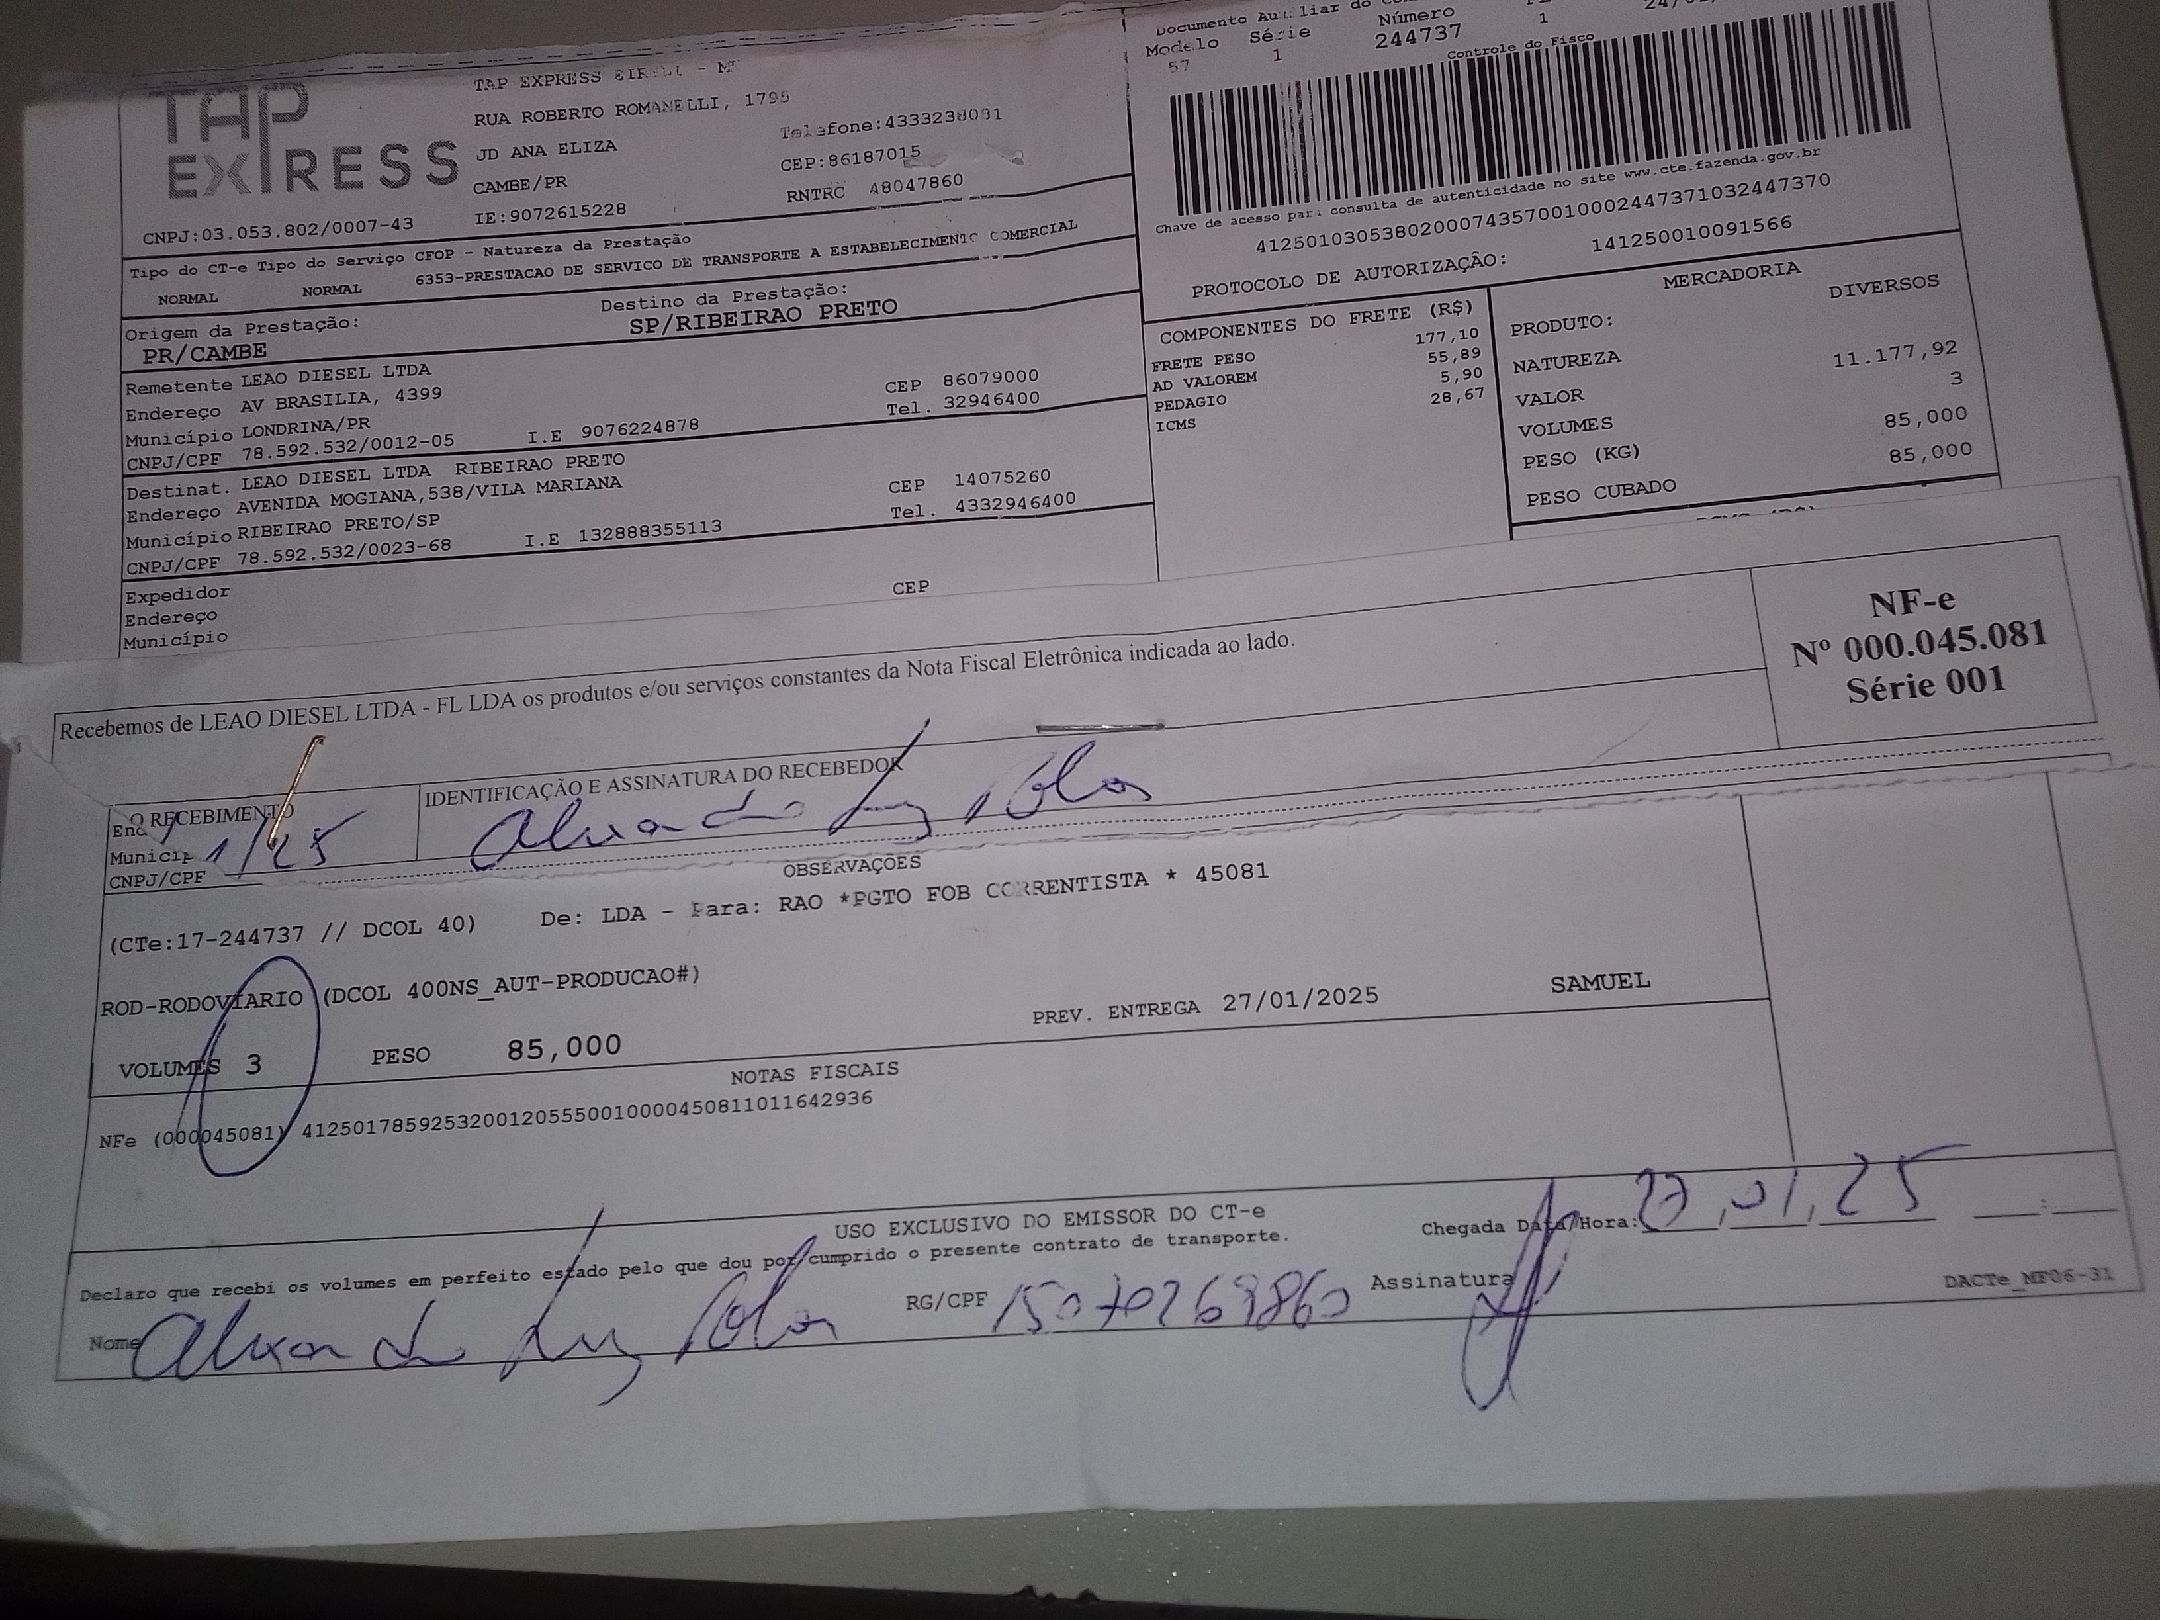 Documento Auxiliar do
Modelo Série Número
57 1 244737 1
Controle do Fisco
TAP EXPRESS
TAP EXPRESS EIRELI - M
RUA ROBERTO ROMANELLI, 1795
JD ANA ELIZA Telefone:4333238081
CAMBE/PR CEP:86187015
IE:9072615228 RNTRC 48047860
CNPJ:03.053.802/0007-43
Chave de acesso para consulta de autenticidade no site www.cte.fazenda.gov.br
41250103053802000743570010002447371032447370
PROTOCOLO DE AUTORIZAÇÃO: 141250010091566
Tipo do CT-e Tipo do Serviço CFOP - Natureza da Prestação
NORMAL NORMAL 6353-PRESTACAO DE SERVICO DE TRANSPORTE A ESTABELECIMENTO COMERCIAL
Origem da Prestação: Destino da Prestação:
PR/CAMBE SP/RIBEIRAO PRETO
Remetente LEAO DIESEL LTDA
Endereço AV BRASILIA, 4399 CEP 86079000
Município LONDRINA/PR Tel. 32946400
CNPJ/CPF 78.592.532/0012-05 I.E 9076224878
Destinat. LEAO DIESEL LTDA RIBEIRAO PRETO
Endereço AVENIDA MOGIANA,538/VILA MARIANA CEP 14075260
Município RIBEIRAO PRETO/SP Tel. 4332946400
CNPJ/CPF 78.592.532/0023-68 I.E 132888355113
Expedidor
Endereço CEP
Município
COMPONENTES DO FRETE (R$)
FRETE PESO 177,10
AD VALOREM 55,89
PEDAGIO 5,90
ICMS 28,67
MERCADORIA
PRODUTO: DIVERSOS
NATUREZA
VALOR 11.177,92
VOLUMES 3
PESO (KG) 85,000
PESO CUBADO 85,000
Recebemos de LEAO DIESEL LTDA - FL LDA os produtos e/ou serviços constantes da Nota Fiscal Eletrônica indicada ao lado.
NF-e
Nº 000.045.081
Série 001
O RECEBIMENTO IDENTIFICAÇÃO E ASSINATURA DO RECEBEDOR
1/25
Municíp
CNPJ/CPF
OBSERVAÇÕES
(CTe:17-244737 // DCOL 40) De: LDA - Para: RAO *PGTO FOB CORRENTISTA * 45081
ROD-RODOVIARIO (DCOL 400NS_AUT-PRODUCAO#)
VOLUMES 3 PESO 85,000 PREV. ENTREGA 27/01/2025 SAMUEL
NOTAS FISCAIS
NFe (000045081) 41250178592532001205550010000450811011642936
USO EXCLUSIVO DO EMISSOR DO CT-e
Declaro que recebi os volumes em perfeito estado pelo que dou por cumprido o presente contrato de transporte.
Chegada Data/Hora: 27,01,25 :
Nome RG/CPF 15070269860 Assinatura
DACTe_MF06-31